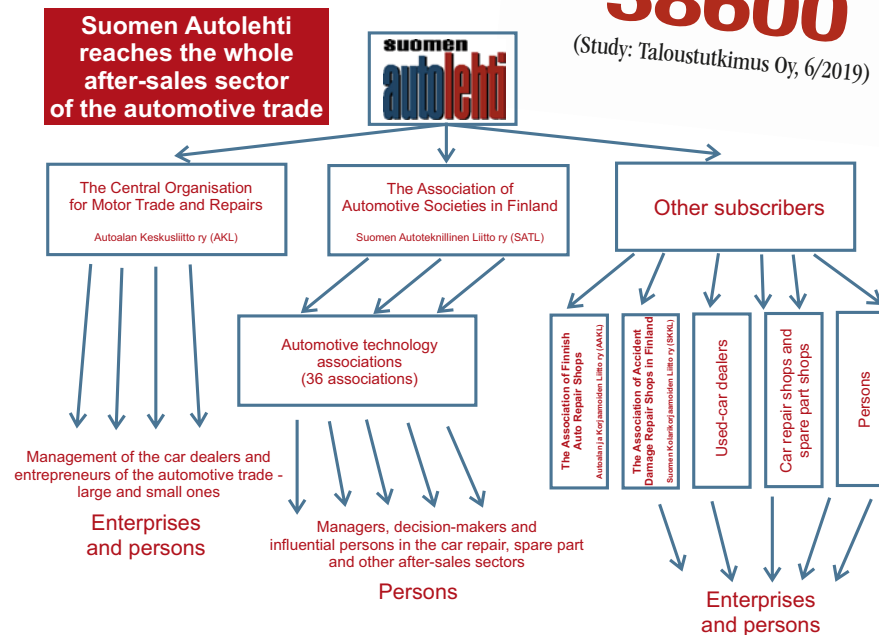 Suomen Autolehti
reaches the whole
after-sales sector
of the automotive trade
suomen
autolehti
38600
(Study: Taloustutkimus Oy, 6/2019)
The Central Organisation
for Motor Trade and Repairs
Autoalan Keskusliitto ry (AKL)
The Association of
Automotive Societies in Finland
Suomen Autoteknillinen Liitto ry (SATL)
Other subscribers
Automotive technology
associations
(36 associations)
The Association of Finnish
Auto Repair Shops
Autoalan ja Korjaamoiden Liitto ry (AAKL)
The Association of Accident
Damage Repair Shops in Finland
Suomen Kolarikorjaamoiden Liitto ry (SKKL)
Used-car dealers
Car repair shops and
spare part shops
Persons
Management of the car dealers and
entrepreneurs of the automotive trade -
large and small ones
Enterprises
and persons
Managers, decision-makers and
influential persons in the car repair, spare part
and other after-sales sectors
Persons
Enterprises
and persons